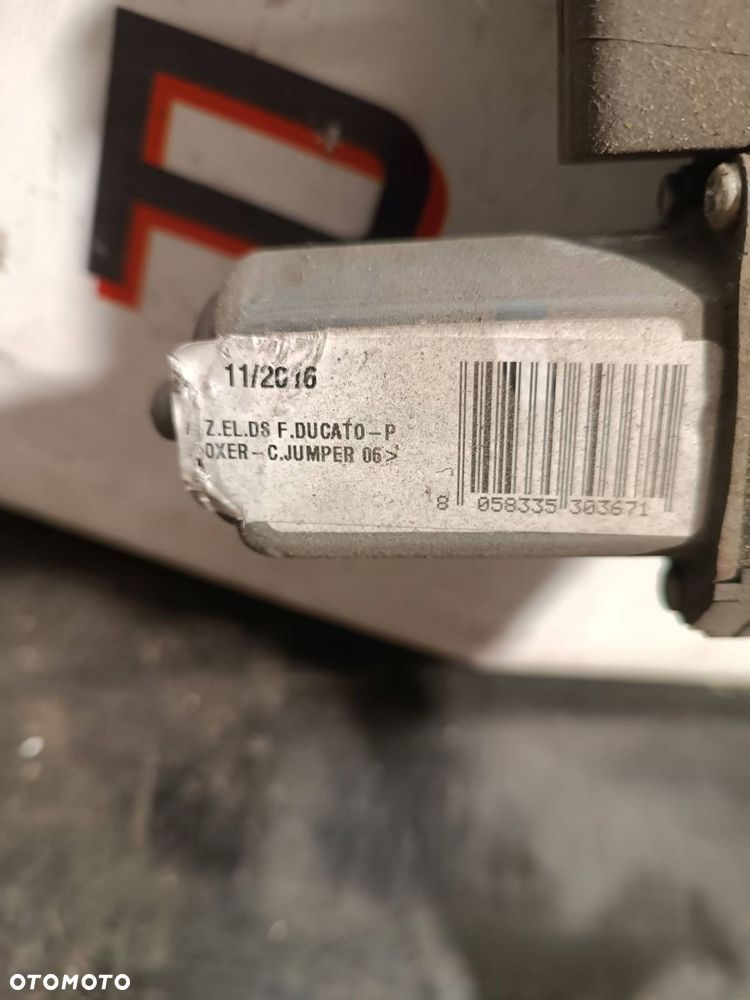 11/2016
Z.EL.DS F.DUCATO-P
OXER-C.JUMPER 06>
8 058335 303671
OTOMOTO